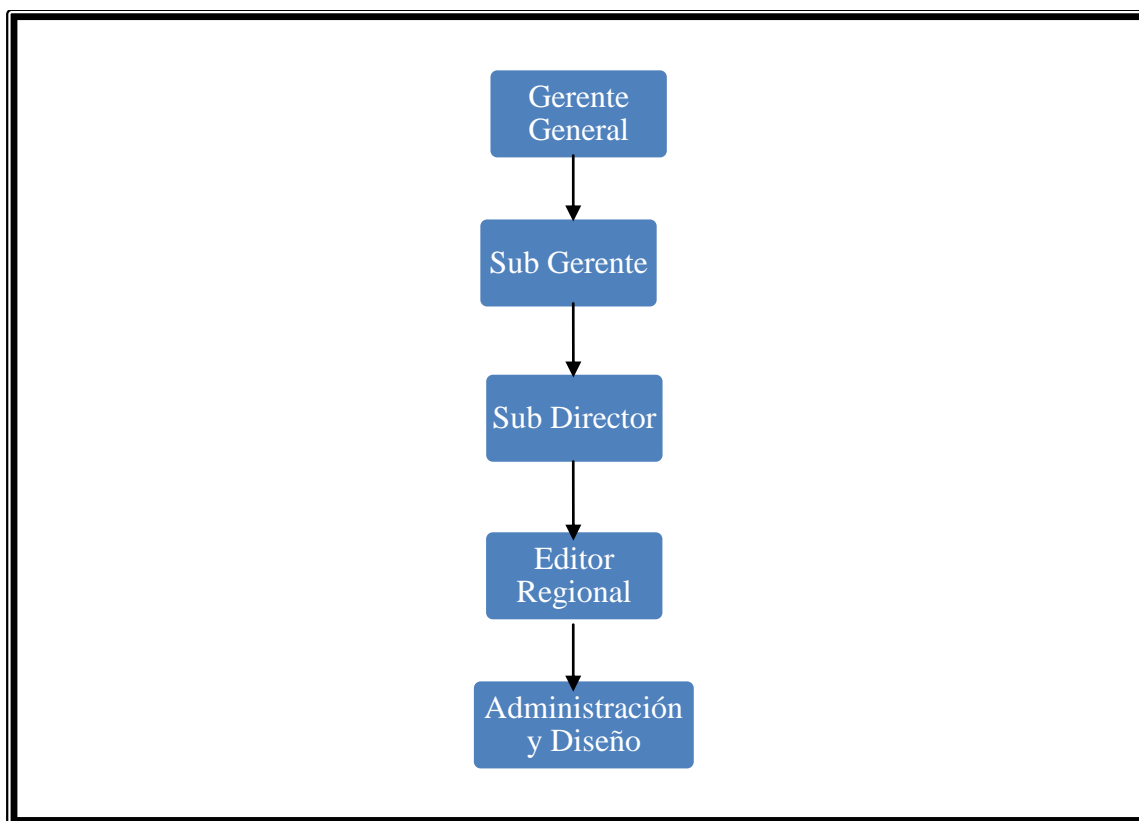 Gerente
General
Sub Gerente
Sub Director
Editor
Regional
Administración
y Diseño